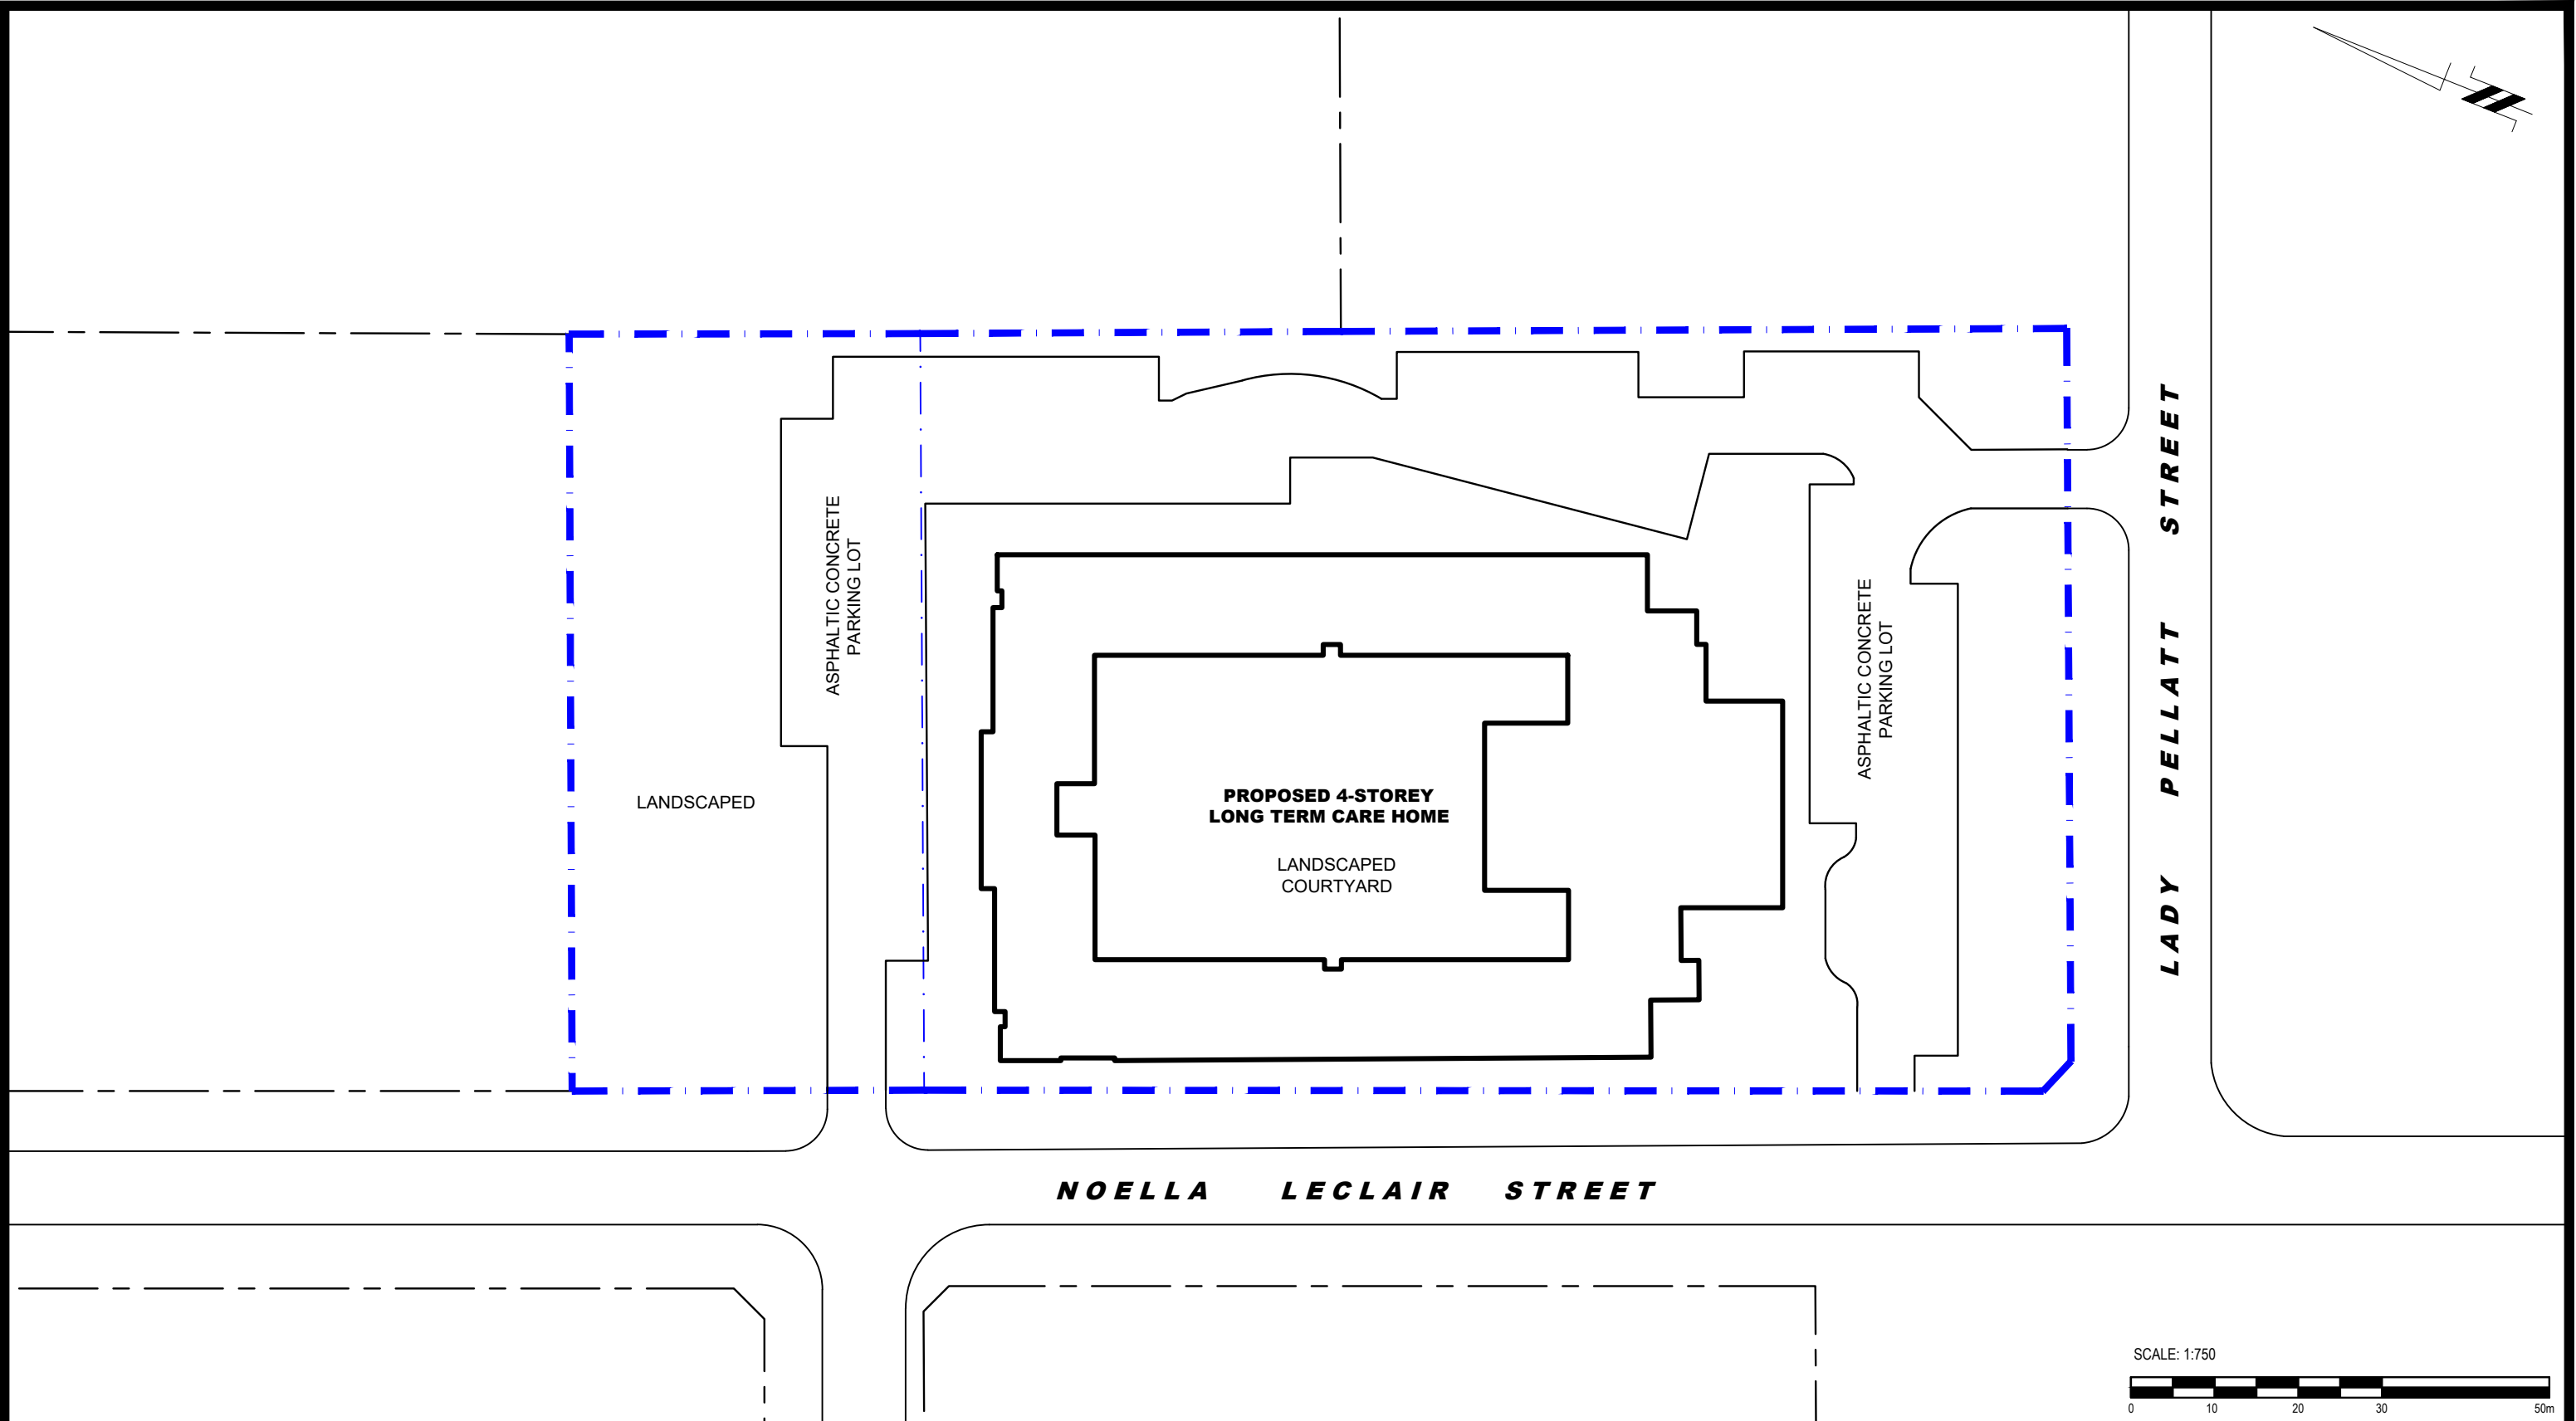 ASPHALTIC CONCRETE
PARKING LOT
ASPHALTIC CONCRETE
PARKING LOT
LANDSCAPED
PROPOSED 4-STOREY
LONG TERM CARE HOME
LANDSCAPED
COURTYARD
LADY PELLATT STREET
NOELLA LECLAIR STREET
SCALE: 1:750
0 10 20 30 50m